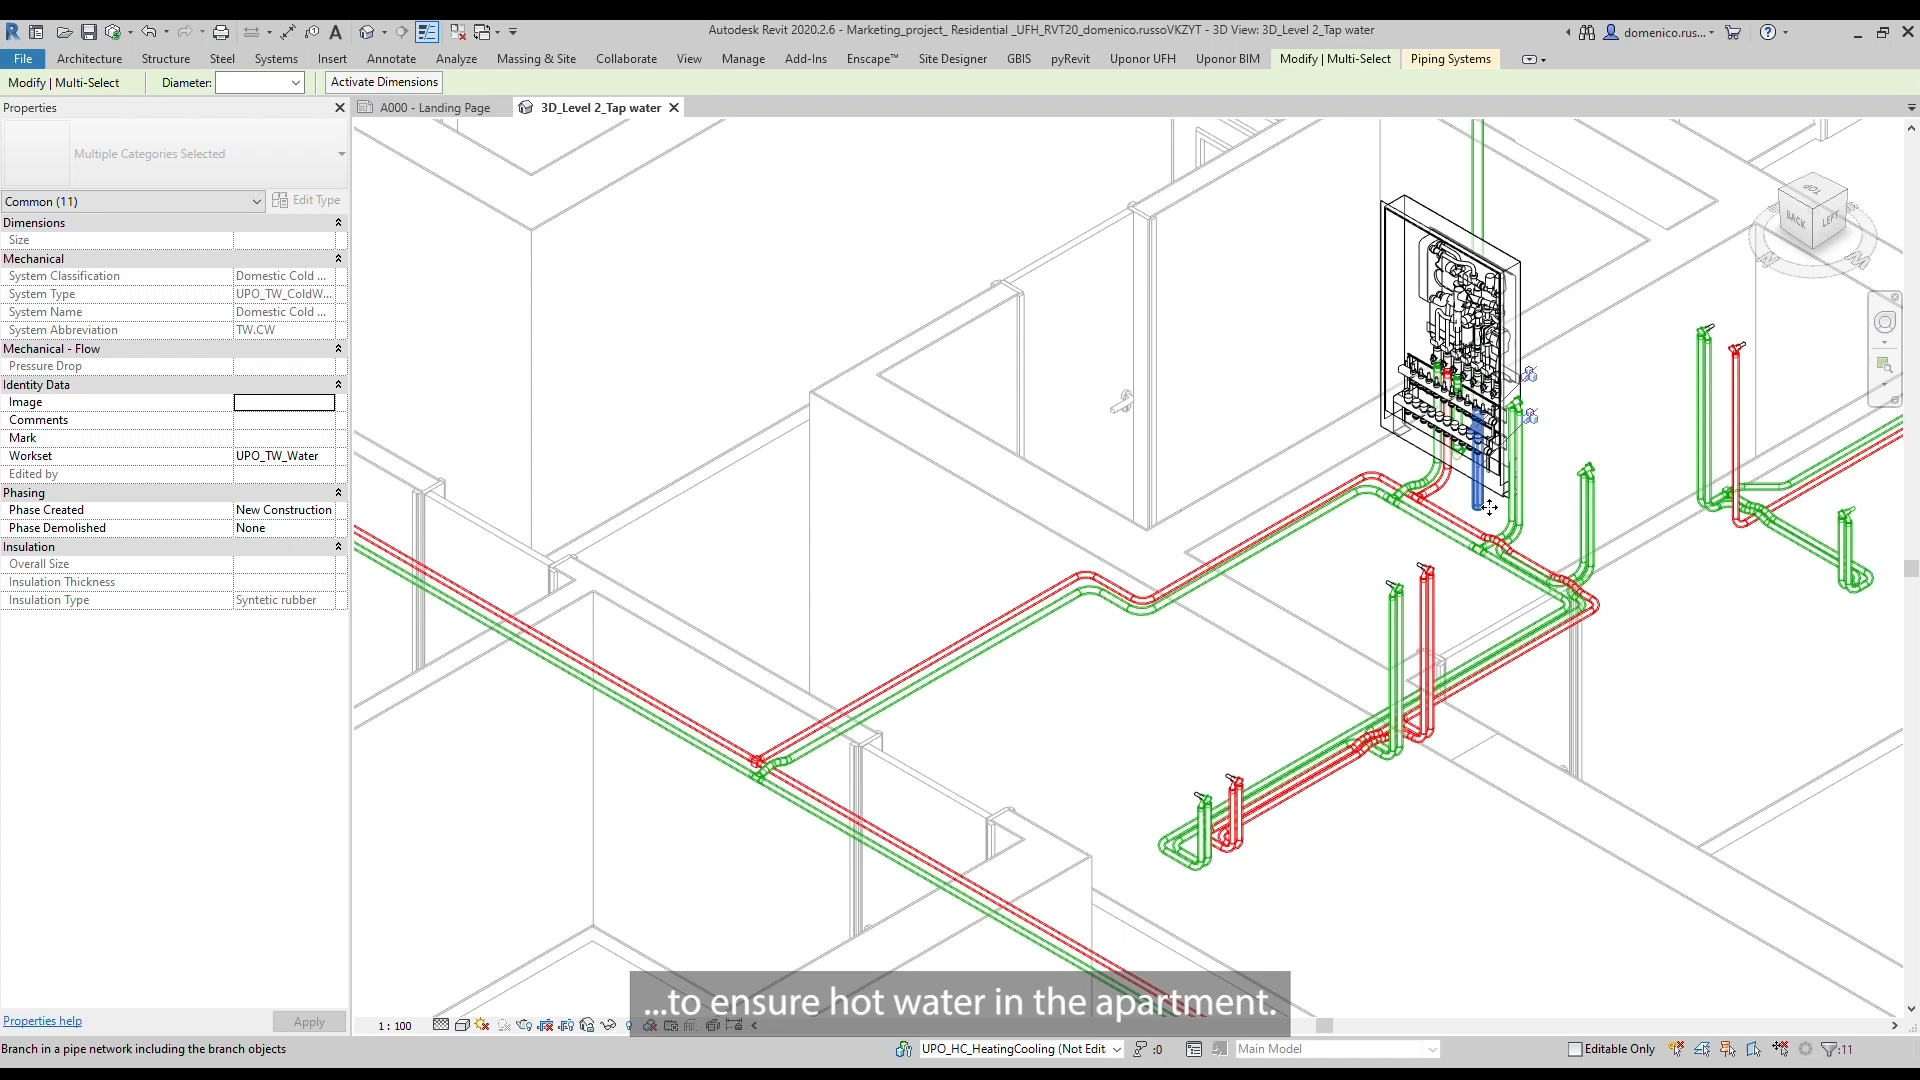 Autodesk Revit 2020.2.6 - Marketing_project_ Residential _UFH_RVT20_domenico.russoVKZYT - 3D View: 3D_Level 2_Tap water
domenico.rus...
File Architecture Structure Steel Systems Insert Annotate Analyze Massing & Site Collaborate View Manage Add-Ins Enscape™ Site Designer GBIS pyRevit Uponor UFH Uponor BIM Modify | Multi-Select Piping Systems
Modify | Multi-Select Diameter: Activate Dimensions
Properties
A000 - Landing Page
3D_Level 2_Tap water
Multiple Categories Selected
Common (11)
Edit Type
Dimensions
Size
Mechanical
System Classification Domestic Cold ...
System Type UPO_TW_ColdW...
System Name Domestic Cold ...
System Abbreviation TW.CW
Mechanical - Flow
Pressure Drop
Identity Data
Image
Comments
Mark
Workset UPO_TW_Water
Edited by
Phasing
Phase Created New Construction
Phase Demolished None
Insulation
Overall Size
Insulation Thickness
Insulation Type Syntetic rubber
TOP
BACK
LEFT
...to ensure hot water in the apartment.
Properties help
Apply
1 : 100
Branch in a pipe network including the branch objects
UPO_HC_HeatingCooling (Not Edit
:0
Main Model
Editable Only
:11